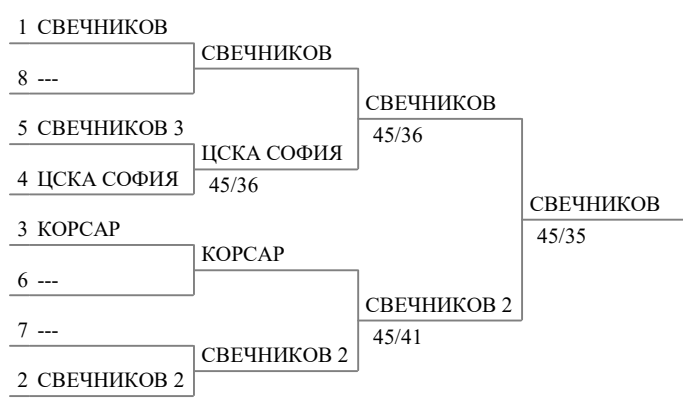 1 СВЕЧНИКОВ
СВЕЧНИКОВ
8 ---
СВЕЧНИКОВ
45/36
5 СВЕЧНИКОВ 3
ЦСКА СОФИЯ
45/36
4 ЦСКА СОФИЯ
СВЕЧНИКОВ
45/35
3 КОРСАР
КОРСАР
6 ---
СВЕЧНИКОВ 2
45/41
7 ---
СВЕЧНИКОВ 2
2 СВЕЧНИКОВ 2